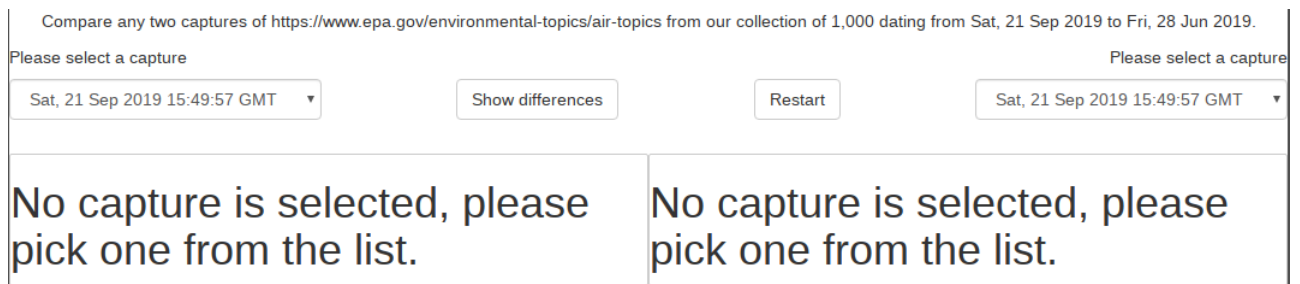 Compare any two captures of https://www.epa.gov/environmental-topics/air-topics from our collection of 1,000 dating from Sat, 21 Sep 2019 to Fri, 28 Jun 2019.
Please select a capture
Please select a capture
Sat, 21 Sep 2019 15:49:57 GMT
Show differences
Restart
Sat, 21 Sep 2019 15:49:57 GMT
No capture is selected, please
pick one from the list.
No capture is selected, please
pick one from the list.